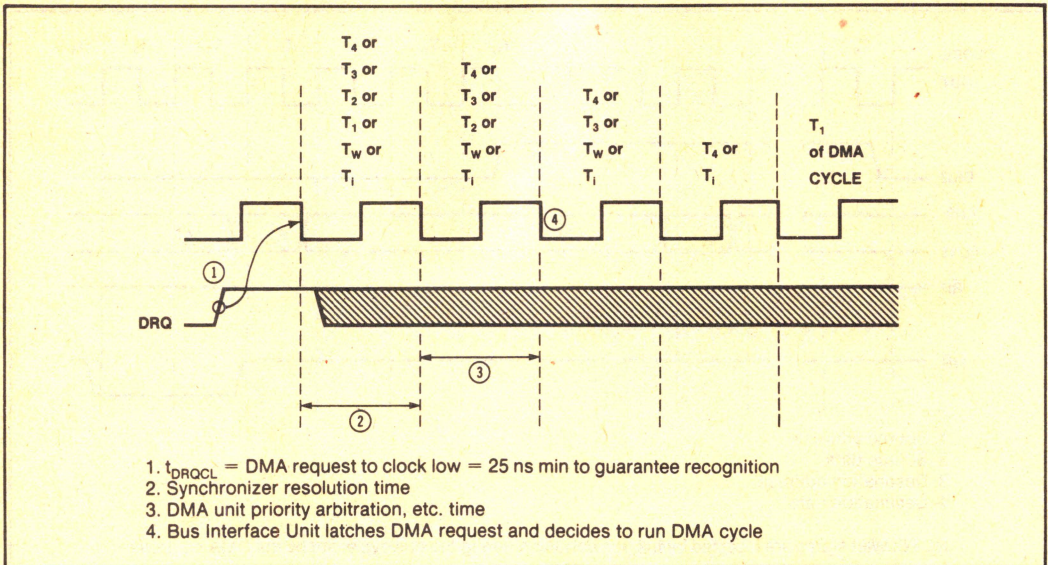 T4 or
T3 or
T2 or
T1 or
TW or
Ti
T4 or
T3 or
T2 or
TW or
Ti
T4 or
T3 or
TW or
Ti
T4 or
Ti
T1
of DMA
CYCLE
4
1
DRQ
3
2
1. tDRQCL = DMA request to clock low = 25 ns min to guarantee recognition
2. Synchronizer resolution time
3. DMA unit priority arbitration, etc. time
4. Bus Interface Unit latches DMA request and decides to run DMA cycle